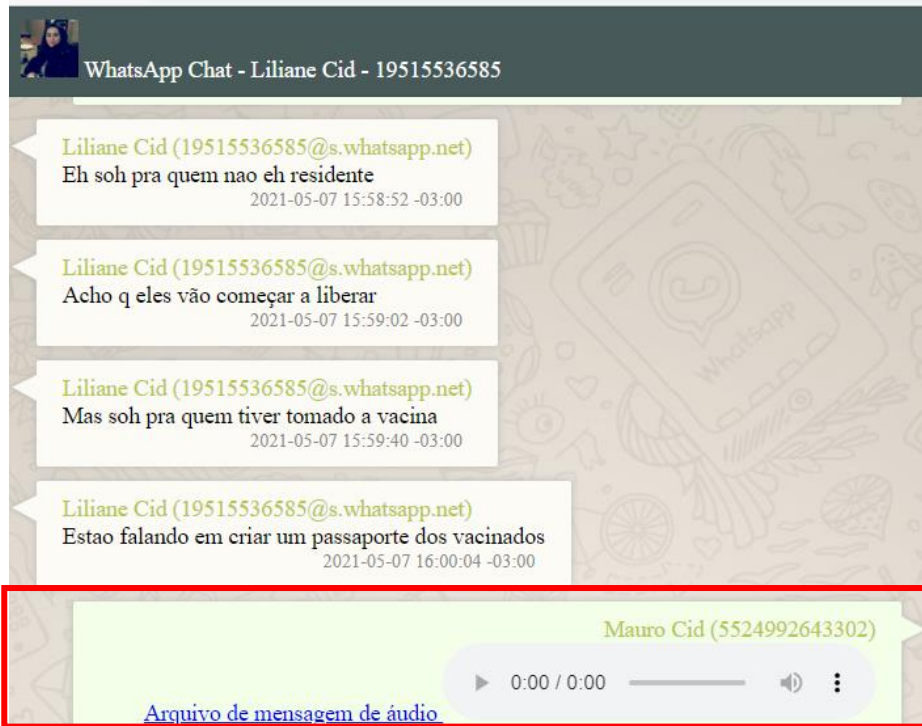 WhatsApp Chat - Liliane Cid - 19515536585
Liliane Cid (19515536585@s.whatsapp.net)
Eh soh pra quem nao eh residente
2021-05-07 15:58:52 -03:00
Liliane Cid (19515536585@s.whatsapp.net)
Acho q eles vão começar a liberar
2021-05-07 15:59:02 -03:00
Liliane Cid (19515536585@s.whatsapp.net)
Mas soh pra quem tiver tomado a vacina
2021-05-07 15:59:40 -03:00
Liliane Cid (19515536585@s.whatsapp.net)
Estao falando em criar um passaporte dos vacinados
2021-05-07 16:00:04 -03:00
Mauro Cid (5524992643302)
0:00 / 0:00
Arquivo de mensagem de áudio
Whatsapp